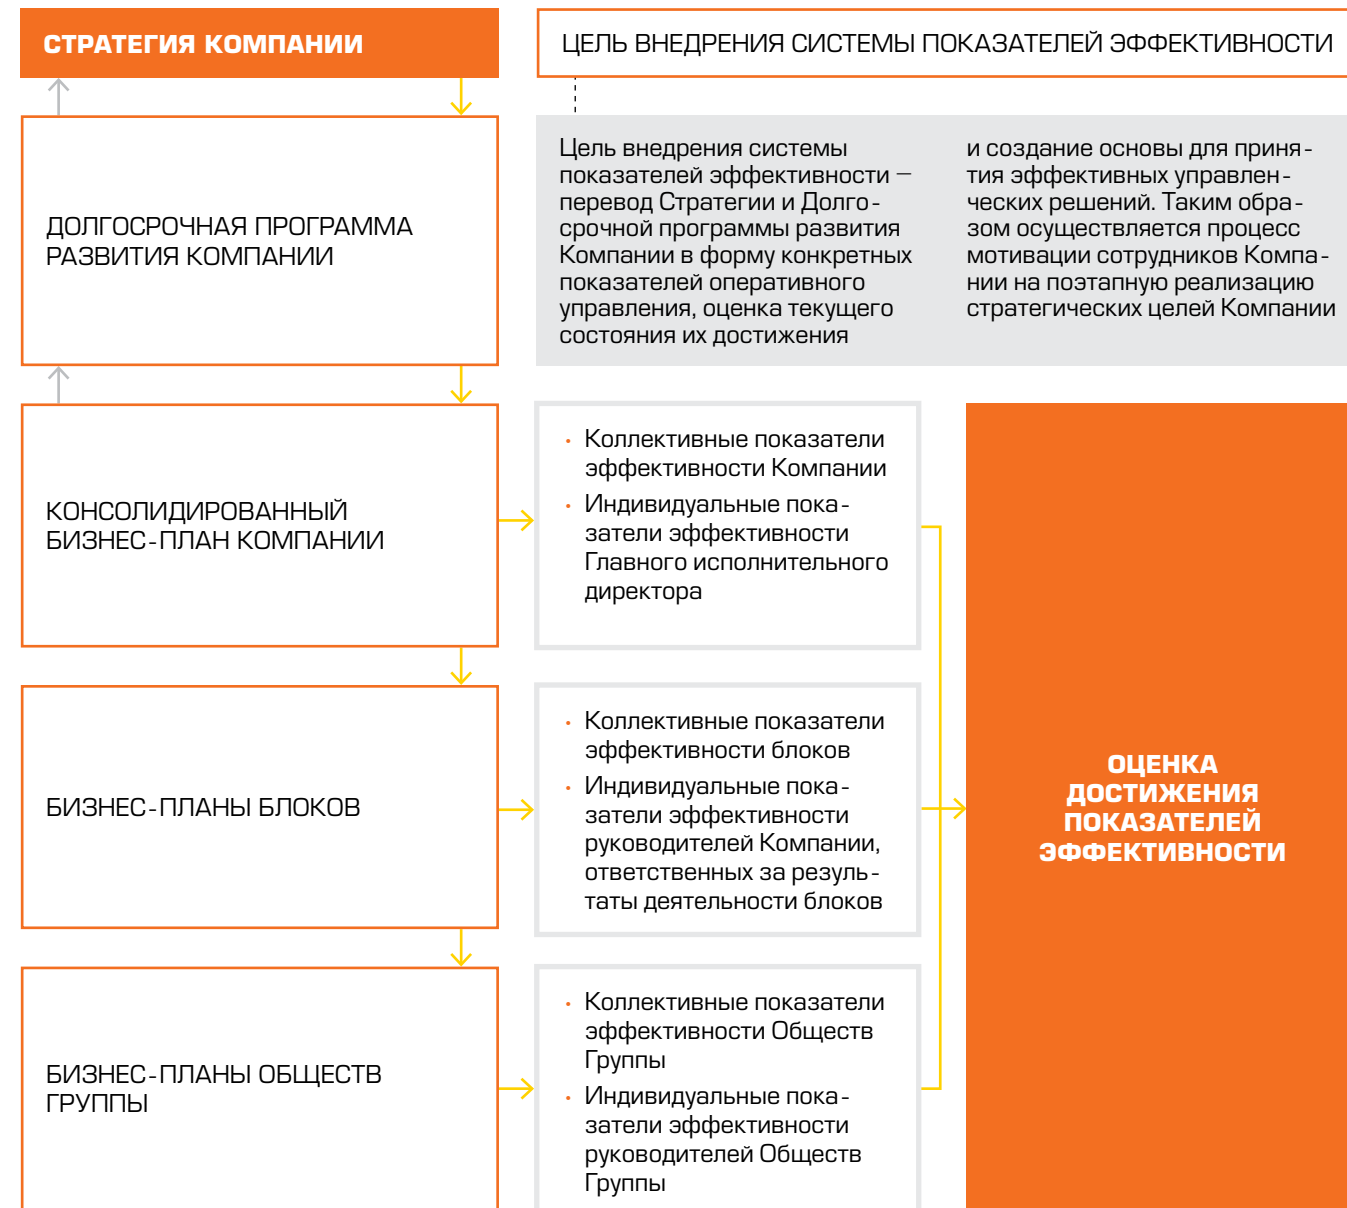 СТРАТЕГИЯ КОМПАНИИ
ЦЕЛЬ ВНЕДРЕНИЯ СИСТЕМЫ ПОКАЗАТЕЛЕЙ ЭФФЕКТИВНОСТИ
ДОЛГОСРОЧНАЯ ПРОГРАММА
РАЗВИТИЯ КОМПАНИИ
Цель внедрения системы
показателей эффективности —
перевод Стратегии и Долго-
срочной программы развития
Компании в форму конкретных
показателей оперативного
управления, оценка текущего
состояния их достижения
и создание основы для приня-
тия эффективных управлен-
ческих решений. Таким обра-
зом осуществляется процесс
мотивации сотрудников Компа-
нии на поэтапную реализацию
стратегических целей Компании
КОНСОЛИДИРОВАННЫЙ
БИЗНЕС-ПЛАН КОМПАНИИ
• Коллективные показатели
эффективности Компании
• Индивидуальные пока-
затели эффективности
Главного исполнительного
директора
БИЗНЕС-ПЛАНЫ БЛОКОВ
• Коллективные показатели
эффективности блоков
• Индивидуальные пока-
затели эффективности
руководителей Компании,
ответственных за резуль-
таты деятельности блоков
БИЗНЕС-ПЛАНЫ ОБЩЕСТВ
ГРУППЫ
• Коллективные показатели
эффективности Обществ
Группы
• Индивидуальные пока-
затели эффективности
руководителей Обществ
Группы
ОЦЕНКА
ДОСТИЖЕНИЯ
ПОКАЗАТЕЛЕЙ
ЭФФЕКТИВНОСТИ